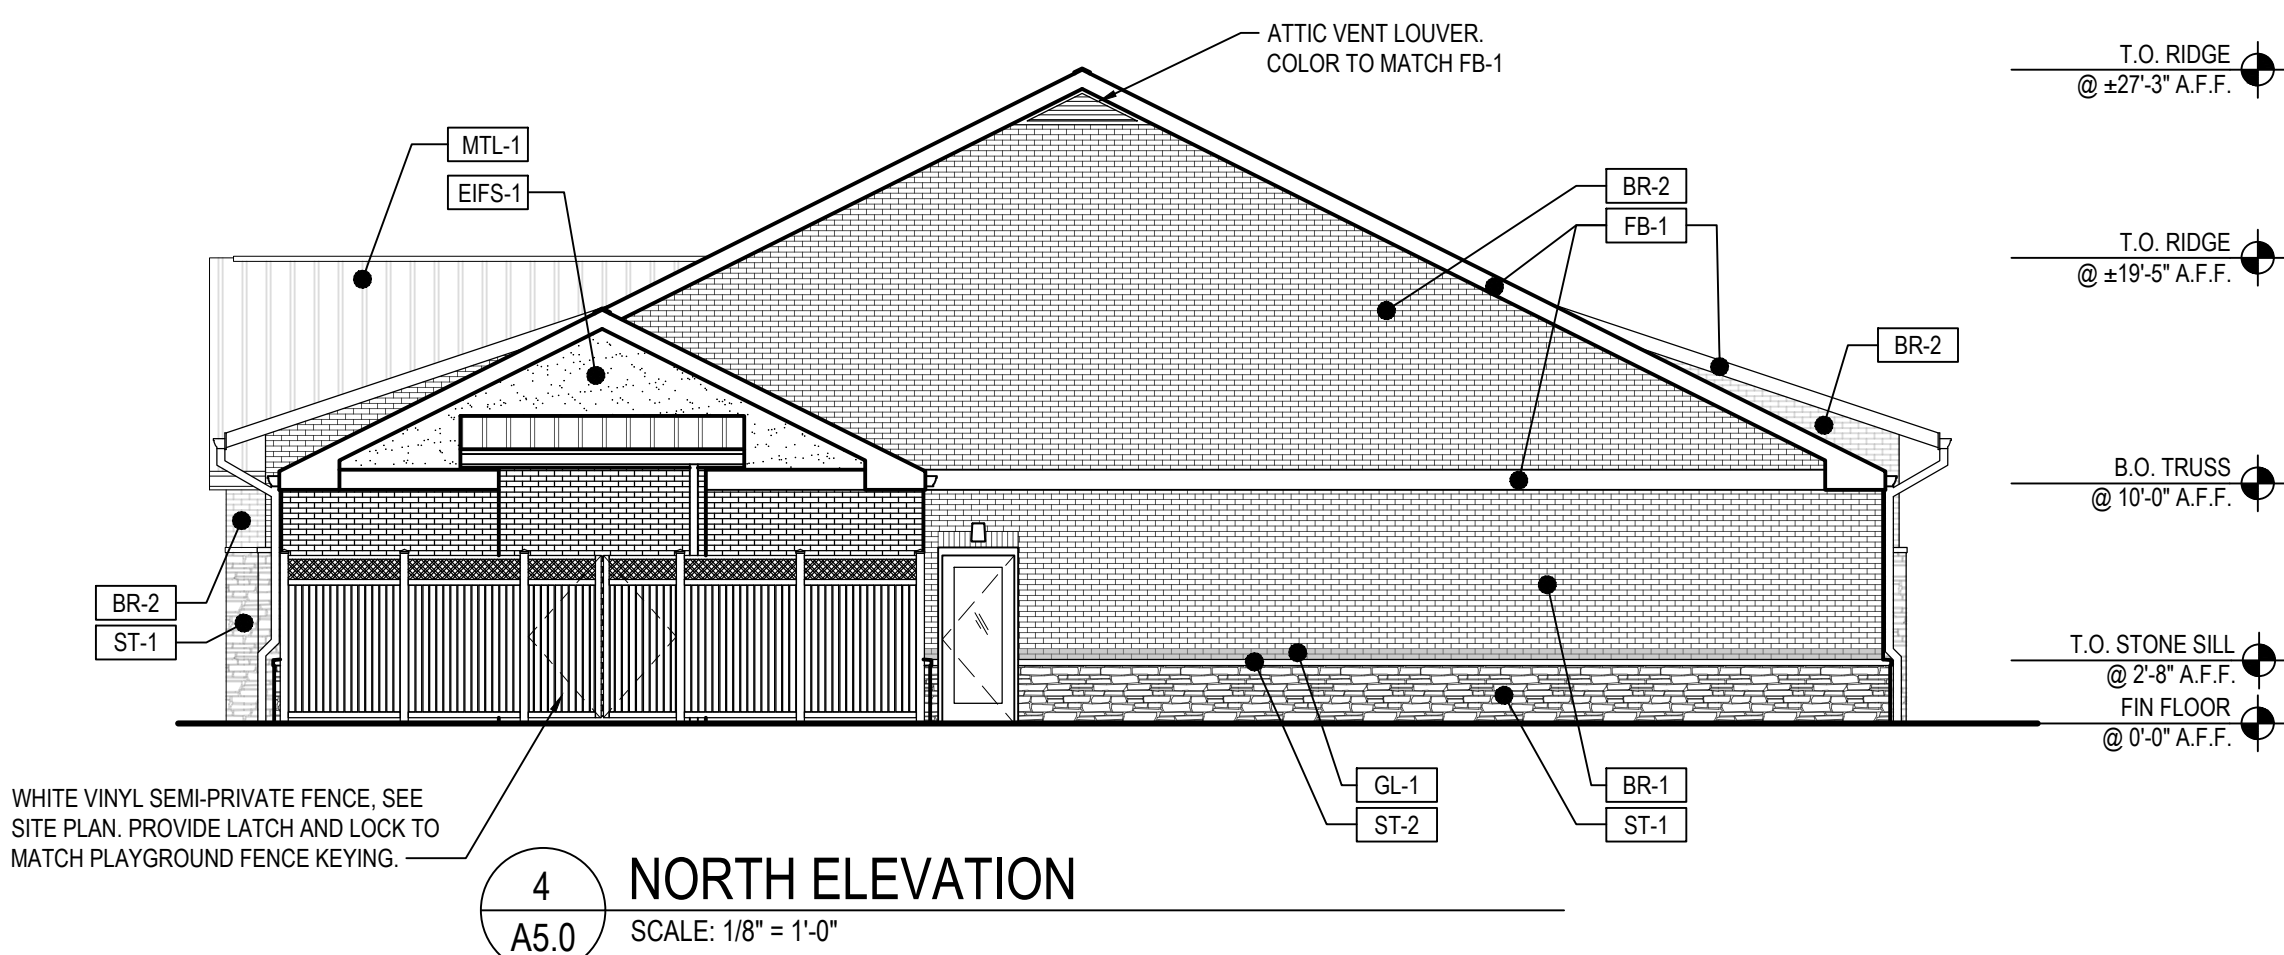 ATTIC VENT LOUVER.
COLOR TO MATCH FB-1
T.O. RIDGE
@ ±27'-3" A.F.F.
MTL-1
EIFS-1
BR-2
FB-1
T.O. RIDGE
@ ±19'-5" A.F.F.
BR-2
B.O. TRUSS
@ 10'-0" A.F.F.
BR-2
ST-1
T.O. STONE SILL
@ 2'-8" A.F.F.
FIN FLOOR
@ 0'-0" A.F.F.
GL-1
ST-2
BR-1
ST-1
WHITE VINYL SEMI-PRIVATE FENCE, SEE
SITE PLAN. PROVIDE LATCH AND LOCK TO
MATCH PLAYGROUND FENCE KEYING.
4
A5.0
NORTH ELEVATION
SCALE: 1/8" = 1'-0"